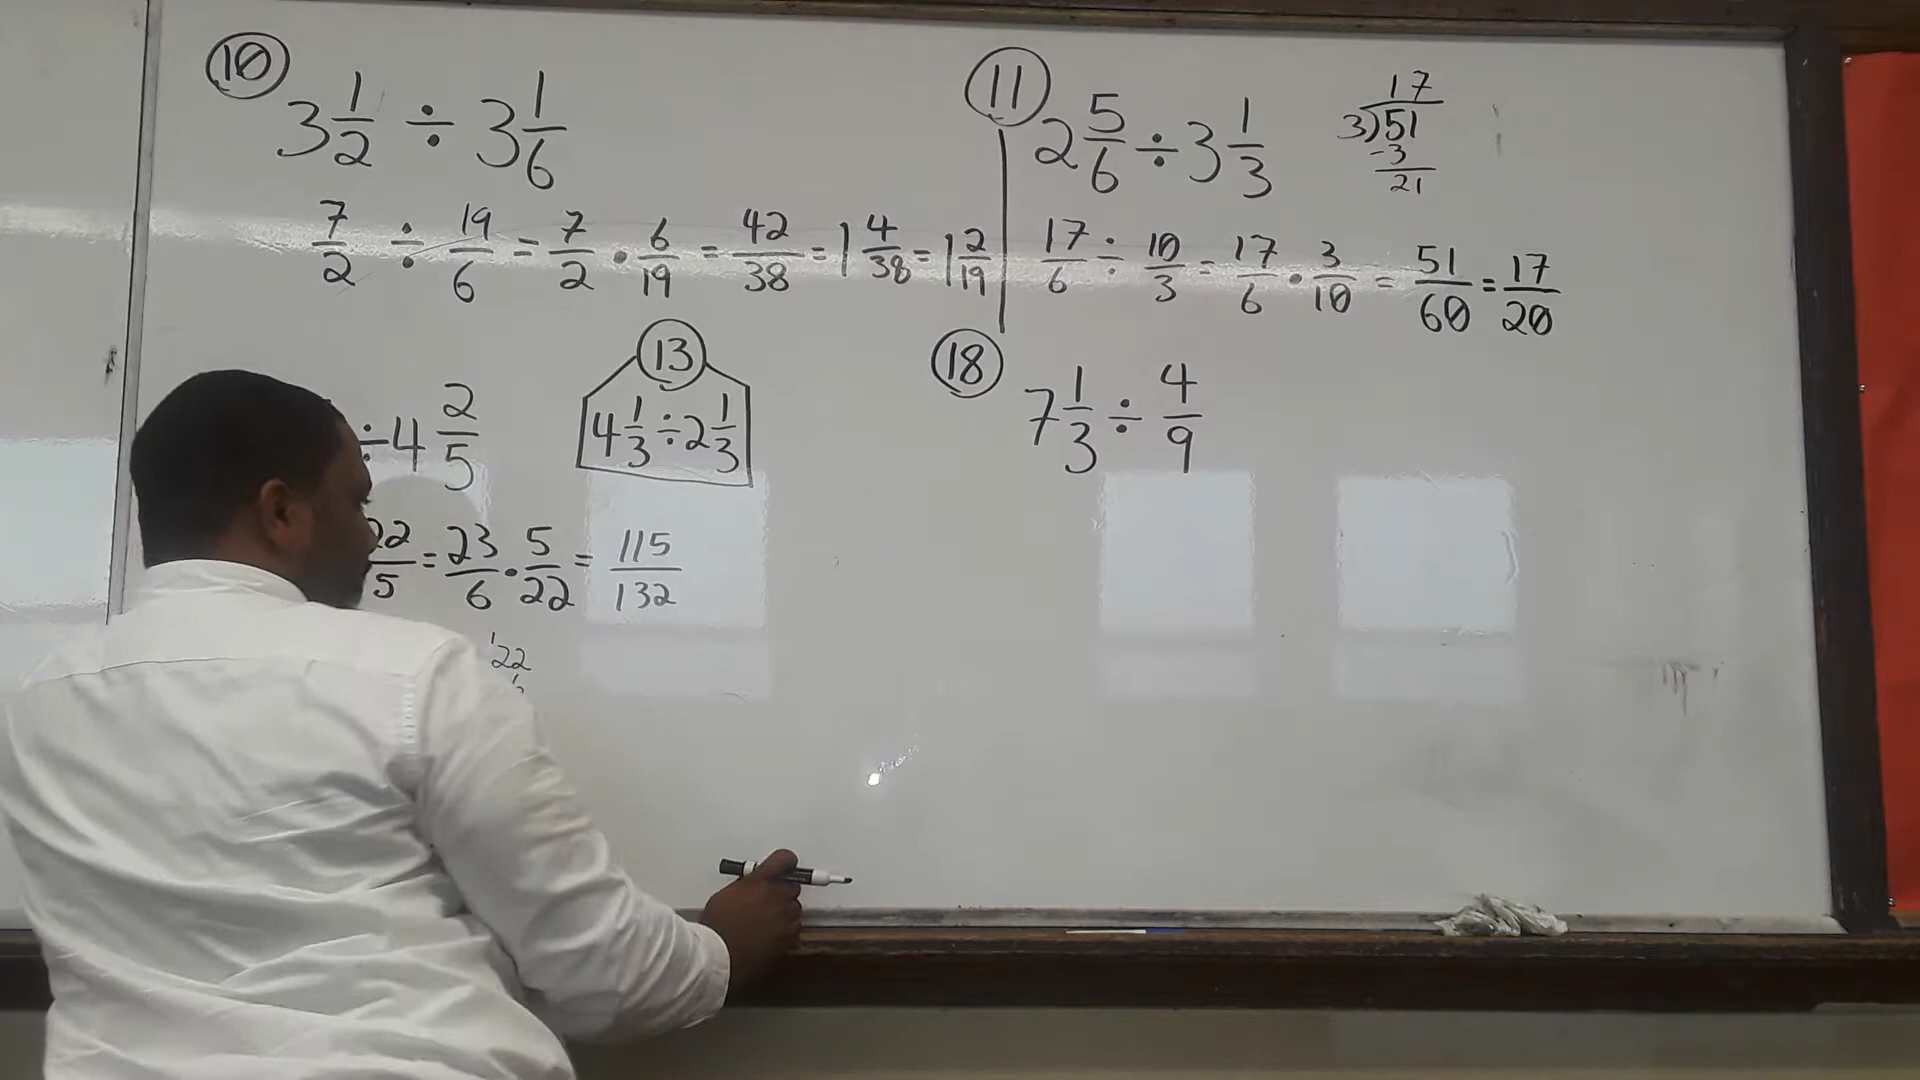 10
3 1/2 ÷ 3 1/6
7/2 ÷ 19/6 = 7/2 · 6/19 = 42/38 = 1 4/38 = 1 2/19
11
2 5/6 ÷ 3 1/3
17
3)51
-3
21
17/6 ÷ 10/3 = 17/6 · 3/10 = 51/60 = 17/20
÷ 4 2/5
22/5 = 23/6 · 5/22 = 115/132
1
22
13
4 1/3 ÷ 2 1/3
18
7 1/3 ÷ 4/9